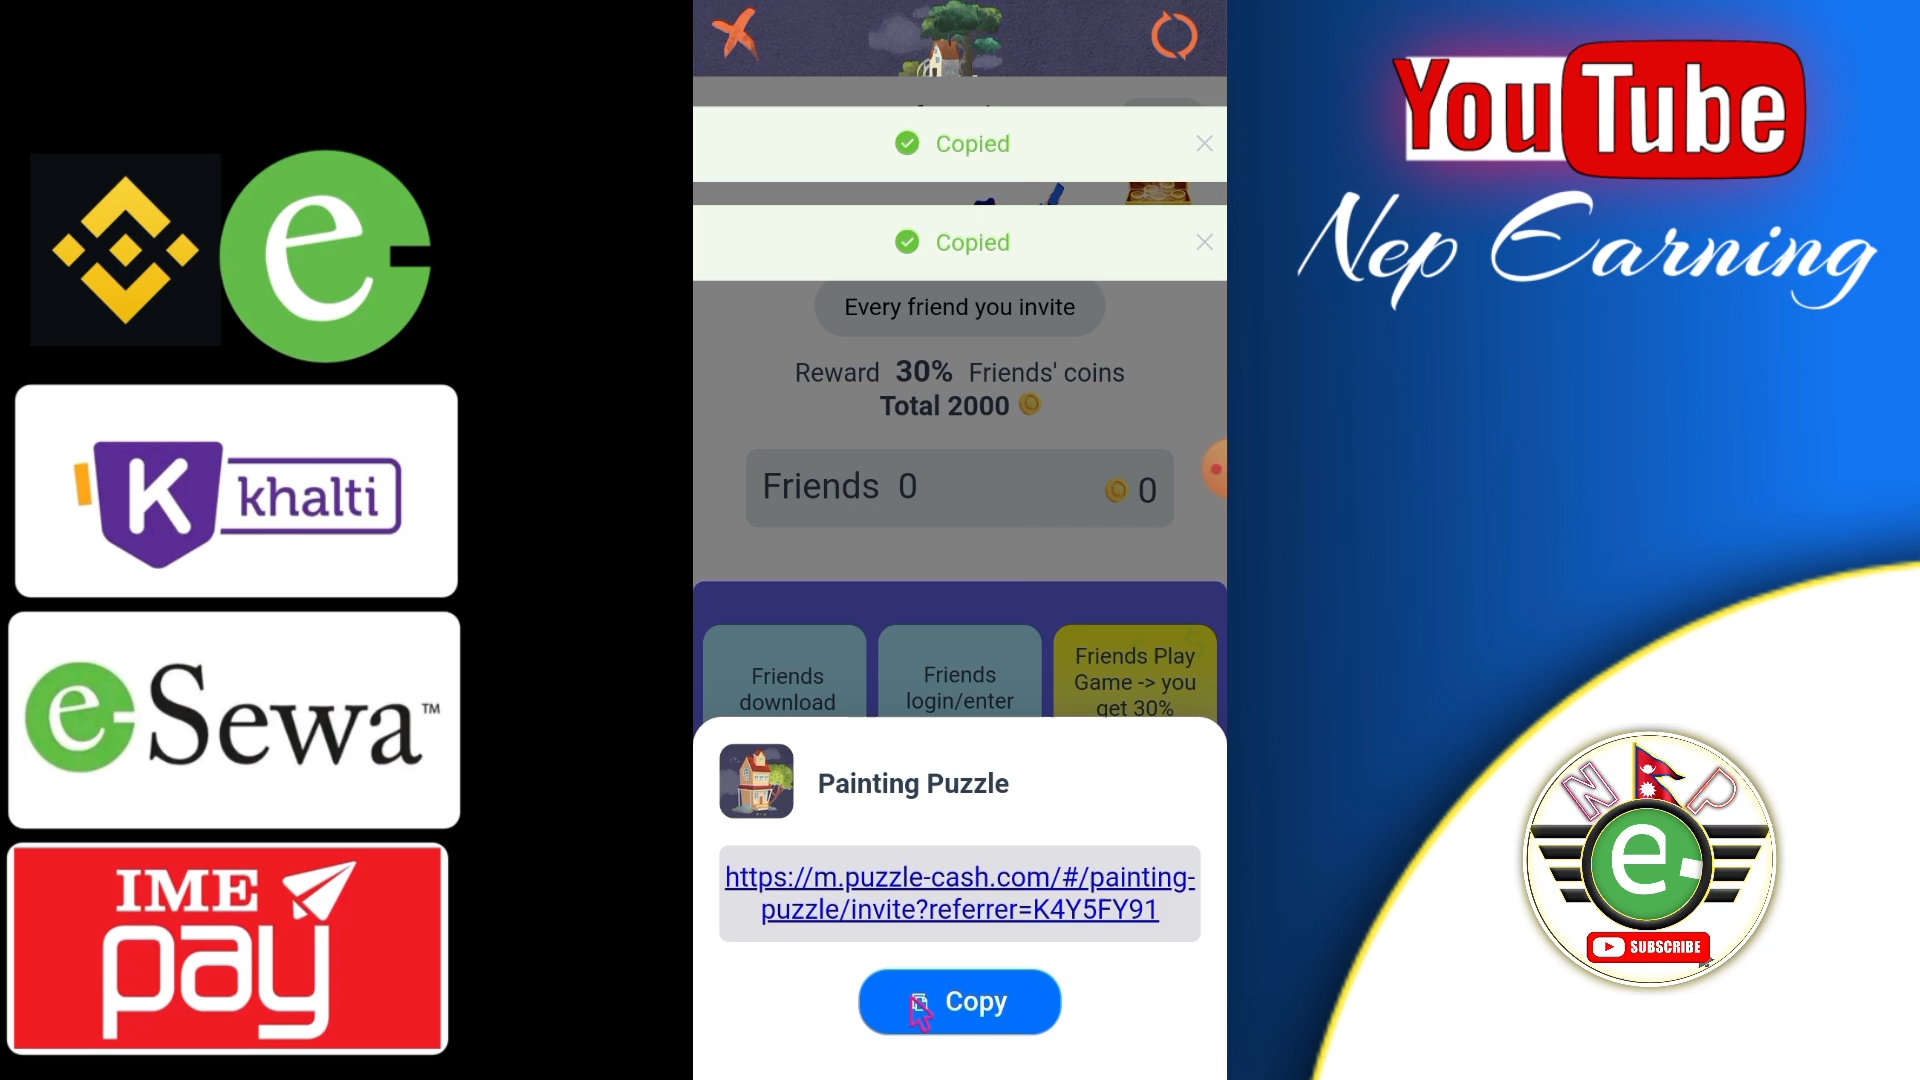 e
K khalti
e Sewa™
IME
pay
Copied
Copied
Every friend you invite
Reward 30% Friends' coins
Total 2000
Friends 0
0
Friends
download
Friends
login/enter
Friends Play
Game -> you
get 30%
Painting Puzzle
https://m.puzzle-cash.com/#/painting-
puzzle/invite?referrer=K4Y5FY91
Copy
YouTube
Nep Earning
N P
e
SUBSCRIBE